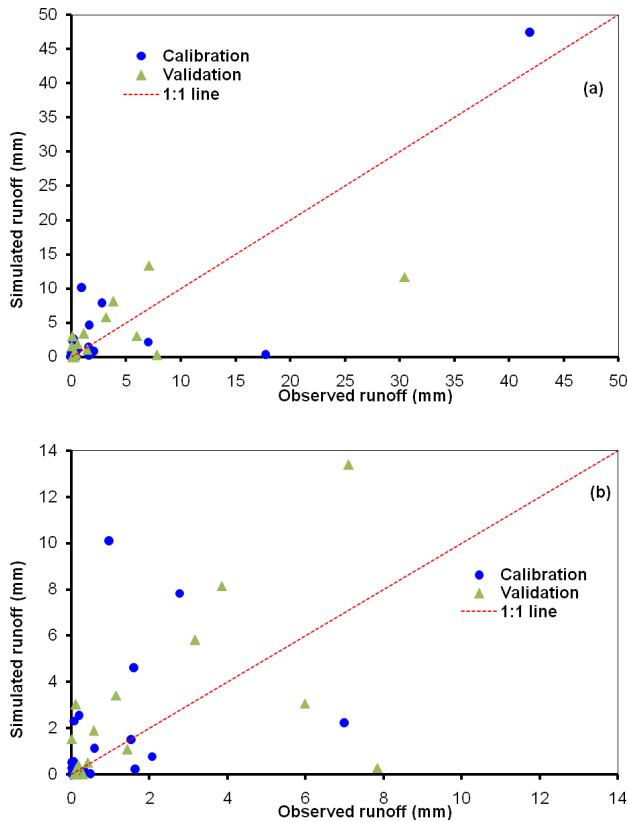 50
45
40
35
30
25
20
15
10
5
0
Simulated runoff (mm)
Calibration
Validation
1:1 line
(a)
0 5 10 15 20 25 30 35 40 45 50
Observed runoff (mm)
14
12
10
8
6
4
2
0
Simulated runoff (mm)
(b)
Calibration
Validation
1:1 line
0 2 4 6 8 10 12 14
Observed runoff (mm)